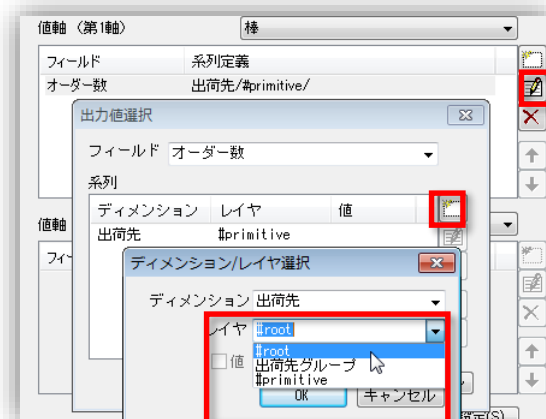 値軸（第1軸） 棒
フィールド 系列定義
オーダー数 出荷先/#primitive/
出力値選択
フィールド オーダー数
系列
ディメンション レイヤ 値
出荷先 #primitive
値軸
フィー
ディメンション/レイヤ選択
ディメンション 出荷先
レイヤ #root
#root
値 出荷先グループ
#primitive
OK キャンセル
(S)